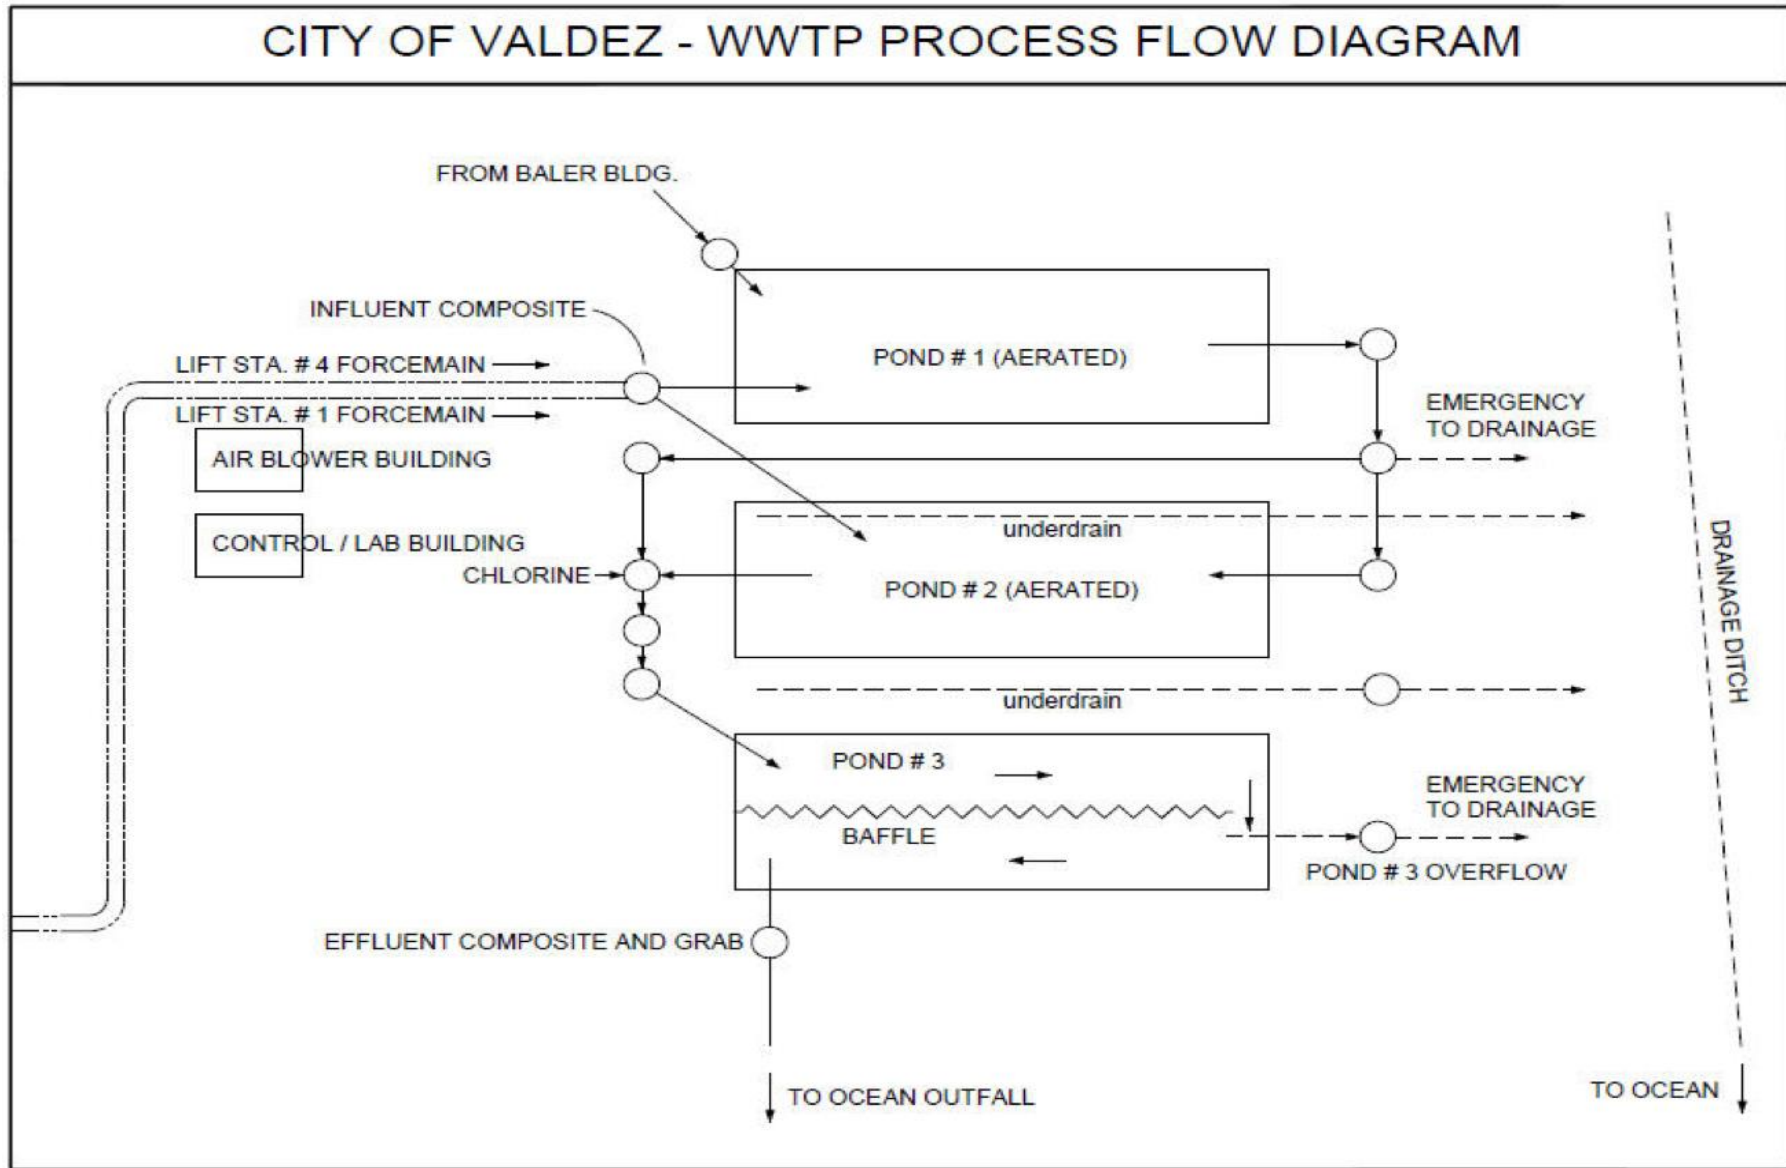 CITY OF VALDEZ - WWTP PROCESS FLOW DIAGRAM
FROM BALER BLDG.
INFLUENT COMPOSITE
LIFT STA. # 4 FORCEMAIN
POND # 1 (AERATED)
LIFT STA. # 1 FORCEMAIN
EMERGENCY
TO DRAINAGE
AIR BLOWER BUILDING
underdrain
CONTROL / LAB BUILDING
CHLORINE
POND # 2 (AERATED)
DRAINAGE DITCH
underdrain
POND # 3
EMERGENCY
TO DRAINAGE
BAFFLE
POND # 3 OVERFLOW
EFFLUENT COMPOSITE AND GRAB
TO OCEAN OUTFALL
TO OCEAN